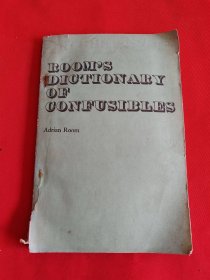 ROOM'S
DICTIONARY
OF
CONFUSIBLES
Adrian Room